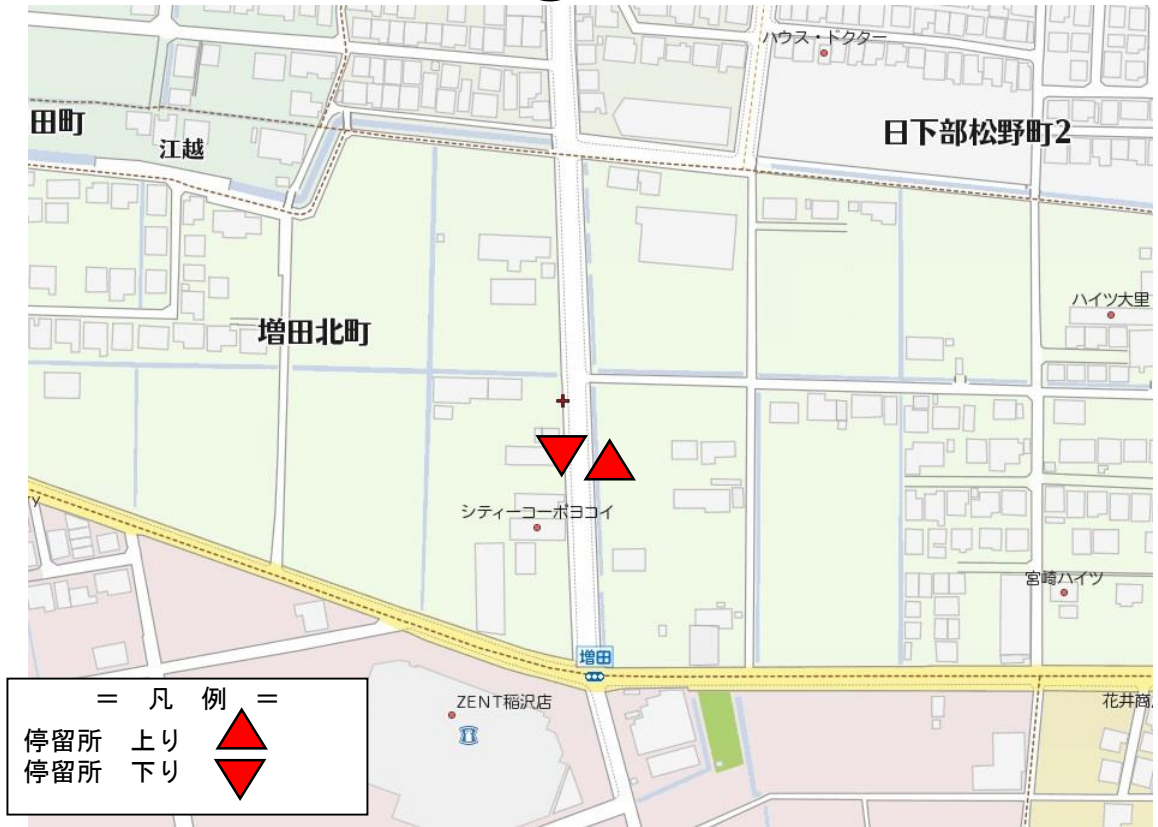 ハウス・ドクター
田町
江越
日下部松野町2
ハイツ大里
増田北町
シティーコーポヨコイ
y
宮崎ハイツ
増田
ZENT稲沢店
花井商
= 凡 例 =
停留所 上り
停留所 下り